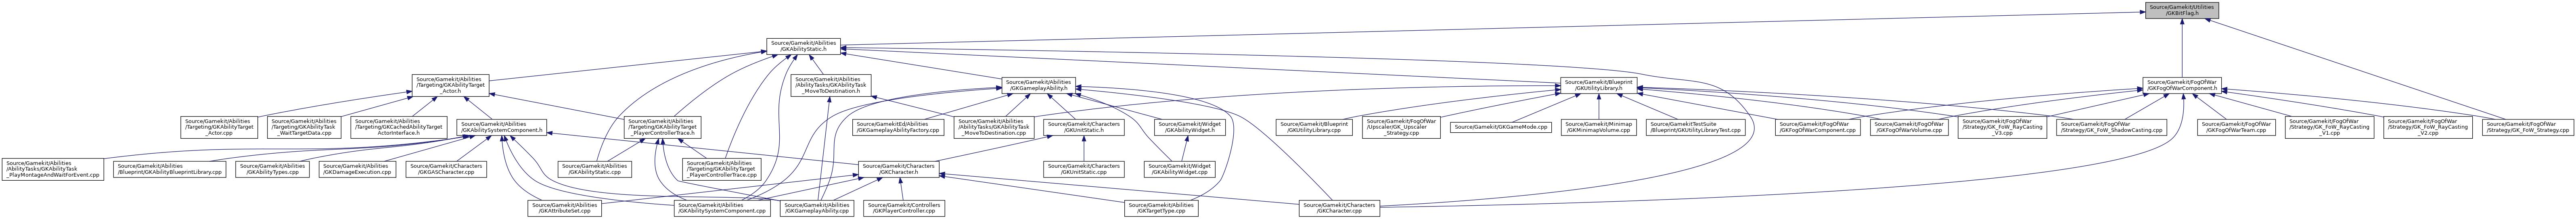 Source/Gamekit/Utilities
/GKBitFlag.h
Source/Gamekit/Abilities
/GKAbilityStatic.h
Source/Gamekit/Abilities
/Targeting/GKAbilityTarget
_Actor.h
Source/Gamekit/Abilities
/AbilityTasks/GKAbilityTask
_MoveToDestination.h
Source/Gamekit/Abilities
/GKGameplayAbility.h
Source/Gamekit/Blueprint
/GKUtilityLibrary.h
Source/Gamekit/FogOfWar
/GKFogOfWarComponent.h
Source/Gamekit/Abilities
/Targeting/GKAbilityTarget
_Actor.cpp
Source/Gamekit/Abilities
/Targeting/GKAbilityTask
_WaitTargetData.cpp
Source/Gamekit/Abilities
/Targeting/GKCachedAbilityTarget
ActorInterface.h
Source/Gamekit/Abilities
/GKAbilitySystemComponent.h
Source/Gamekit/Abilities
/Targeting/GKAbilityTarget
_PlayerControllerTrace.h
Source/GamekitEd/Abilities
/GKGameplayAbilityFactory.cpp
Source/Gamekit/Abilities
/AbilityTasks/GKAbilityTask
_MoveToDestination.cpp
Source/Gamekit/Characters
/GKUnitStatic.h
Source/Gamekit/Widget
/GKAbilityWidget.h
Source/Gamekit/Blueprint
/GKUtilityLibrary.cpp
Source/Gamekit/FogOfWar
/Upscaler/GK_Upscaler
_Strategy.cpp
Source/Gamekit/GKGameMode.cpp
Source/Gamekit/Minimap
/GKMinimapVolume.cpp
Source/GamekitTestSuite
/Blueprint/GKUtilityLibraryTest.cpp
Source/Gamekit/FogOfWar
/GKFogOfWarComponent.cpp
Source/Gamekit/FogOfWar
/GKFogOfWarVolume.cpp
Source/Gamekit/FogOfWar
/Strategy/GK_FoW_RayCasting
_V3.cpp
Source/Gamekit/FogOfWar
/Strategy/GK_FoW_ShadowCasting.cpp
Source/Gamekit/FogOfWar
/GKFogOfWarTeam.cpp
Source/Gamekit/FogOfWar
/Strategy/GK_FoW_RayCasting
_V1.cpp
Source/Gamekit/FogOfWar
/Strategy/GK_FoW_RayCasting
_V2.cpp
Source/Gamekit/FogOfWar
/Strategy/GK_FoW_Strategy.cpp
Source/Gamekit/Abilities
/AbilityTasks/GKAbilityTask
_PlayMontageAndWaitForEvent.cpp
Source/Gamekit/Abilities
/Blueprint/GKAbilityBlueprintLibrary.cpp
Source/Gamekit/Abilities
/GKAbilityTypes.cpp
Source/Gamekit/Abilities
/GKDamageExecution.cpp
Source/Gamekit/Characters
/GKGASCharacter.cpp
Source/Gamekit/Abilities
/GKAbilityStatic.cpp
Source/Gamekit/Abilities
/Targeting/GKAbilityTarget
_PlayerControllerTrace.cpp
Source/Gamekit/Characters
/GKCharacter.h
Source/Gamekit/Characters
/GKUnitStatic.cpp
Source/Gamekit/Widget
/GKAbilityWidget.cpp
Source/Gamekit/Abilities
/GKAttributeSet.cpp
Source/Gamekit/Abilities
/GKAbilitySystemComponent.cpp
Source/Gamekit/Abilities
/GKGameplayAbility.cpp
Source/Gamekit/Controllers
/GKPlayerController.cpp
Source/Gamekit/Abilities
/GKTargetType.cpp
Source/Gamekit/Characters
/GKCharacter.cpp